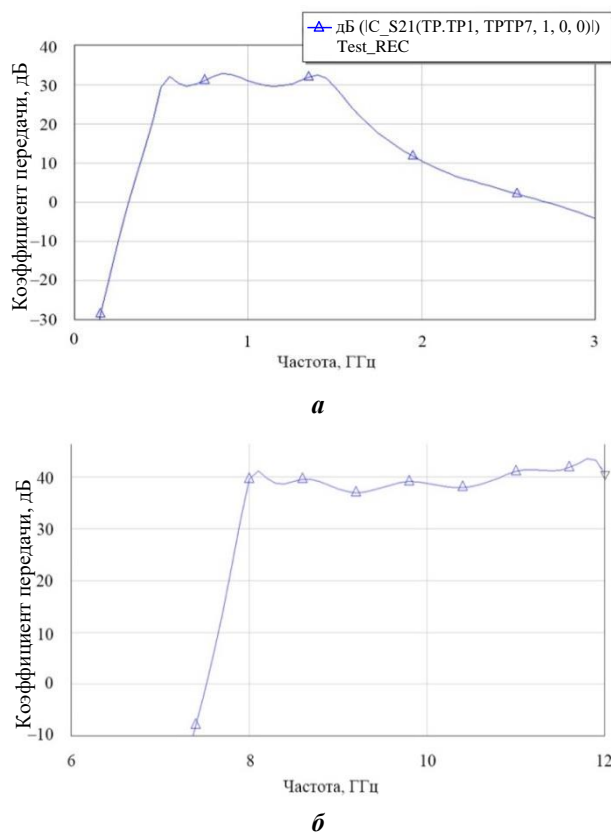 дБ (|C_S21(TP.TP1, TPTP7, 1, 0, 0)|)
Test_REC
Коэффициент передачи, дБ
40
30
20
10
0
–10
–20
–30
0
1
2
3
Частота, ГГц
а
Коэффициент передачи, дБ
40
30
20
10
0
–10
6
8
10
12
Частота, ГГц
б